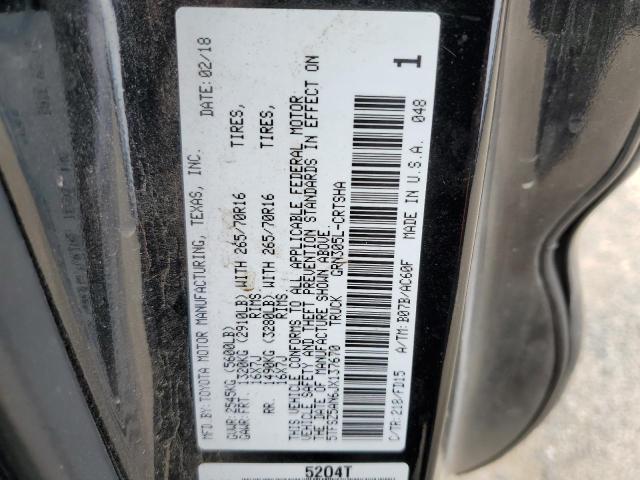 MFD. BY: TOYOTA MOTOR MANUFACTURING, TEXAS, INC. DATE: 02/18
GVWR: 2545KG (5600LB)
GAWR: FRT. 1320KG (2910LB) WITH 265/70R16 TIRES,
16X7J RIMS
RR. 1490KG (3280LB) WITH 265/70R16 TIRES,
16X7J RIMS
THIS VEHICLE CONFORMS TO ALL APPLICABLE FEDERAL MOTOR
VEHICLE SAFETY AND THEFT PREVENTION STANDARDS IN EFFECT ON
THE DATE OF MANUFACTURE SHOWN ABOVE.
5TFSZ5AN6JX137670 TRUCK GRN305L-CRTSHA
C/TR: 218/FD15 A/TM: B07B/AC60F MADE IN U.S.A. 048 1
5204T